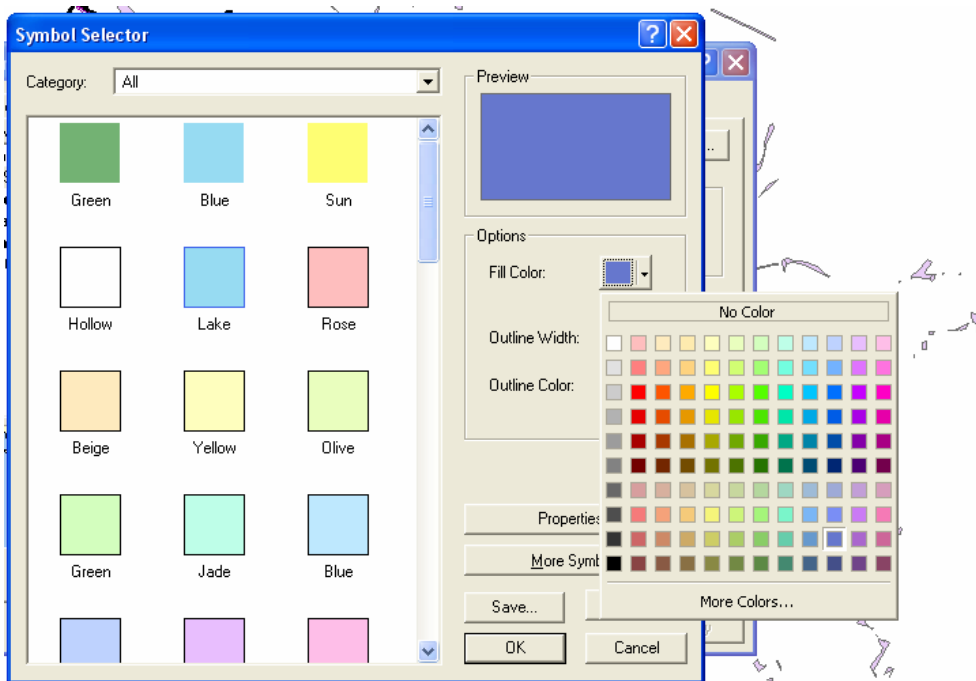 Symbol Selector
Category: All
Preview
Green Blue Sun
Options
Fill Color:
Hollow Lake Rose
No Color
Outline Width:
Outline Color:
Beige Yellow Olive
Properties
More Symb
Green Jade Blue
More Colors...
Save...
OK Cancel